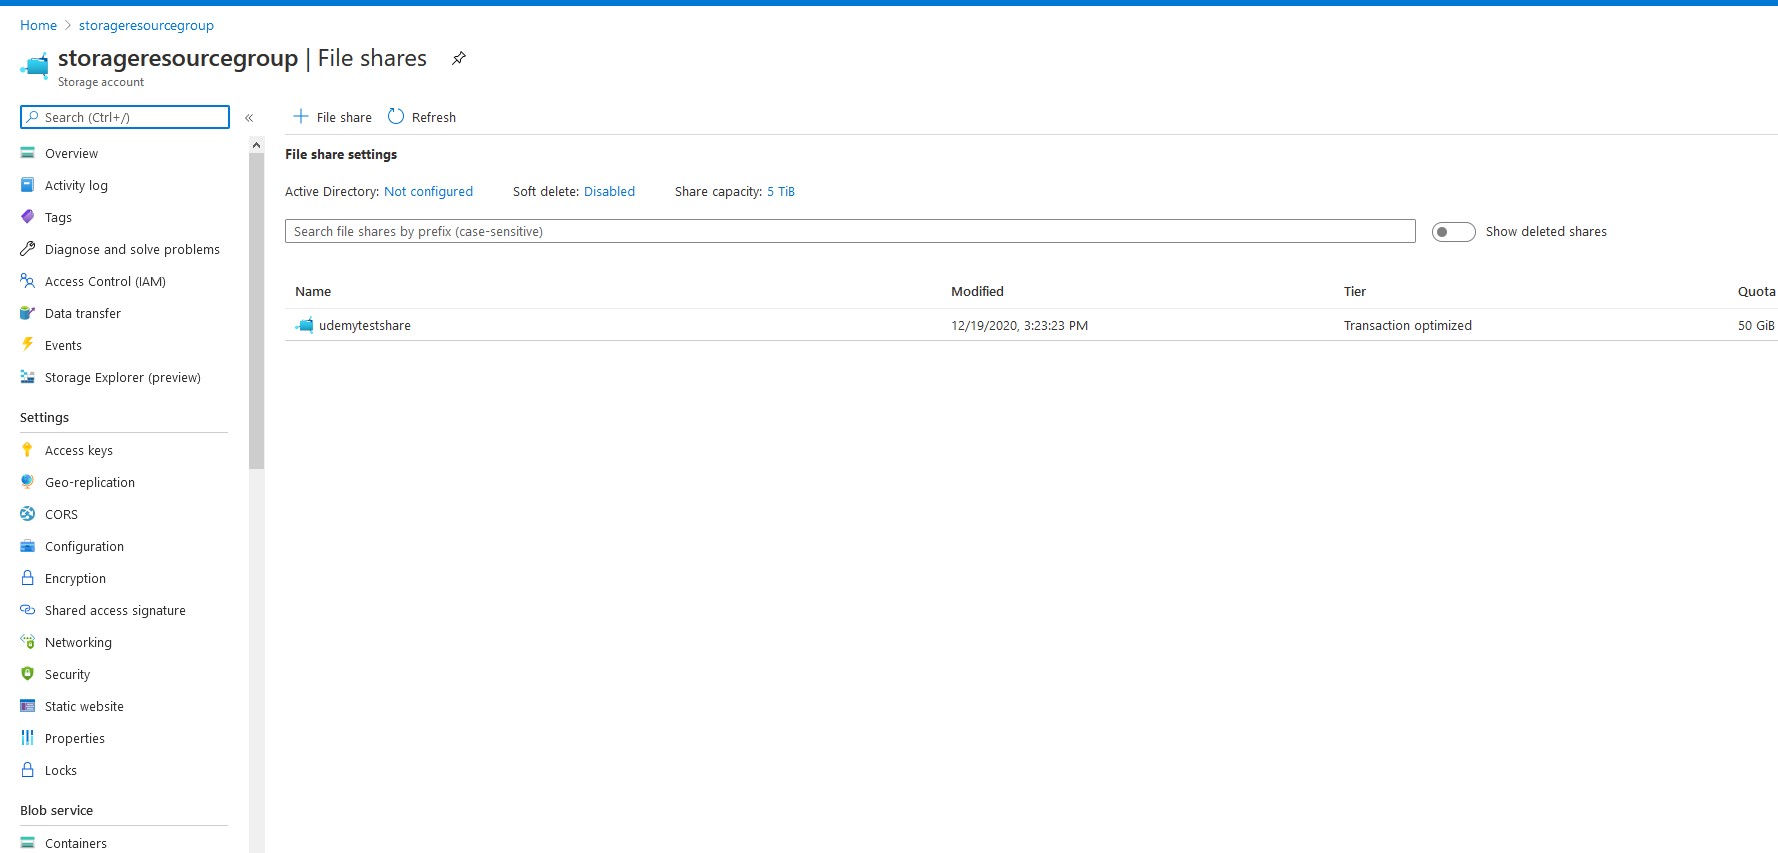 Home > storageresourcegroup
storageresourcegroup | File shares
Storage account
Search (Ctrl+/)
«
Overview
Activity log
Tags
Diagnose and solve problems
Access Control (IAM)
Data transfer
Events
Storage Explorer (preview)
Settings
Access keys
Geo-replication
CORS
Configuration
Encryption
Shared access signature
Networking
Security
Static website
Properties
Locks
Blob service
Containers
+ File share Refresh
File share settings
Active Directory: Not configured Soft delete: Disabled Share capacity: 5 TiB
Search file shares by prefix (case-sensitive) Show deleted shares
Name Modified Tier Quota
udemytestshare 12/19/2020, 3:23:23 PM Transaction optimized 50 GiB